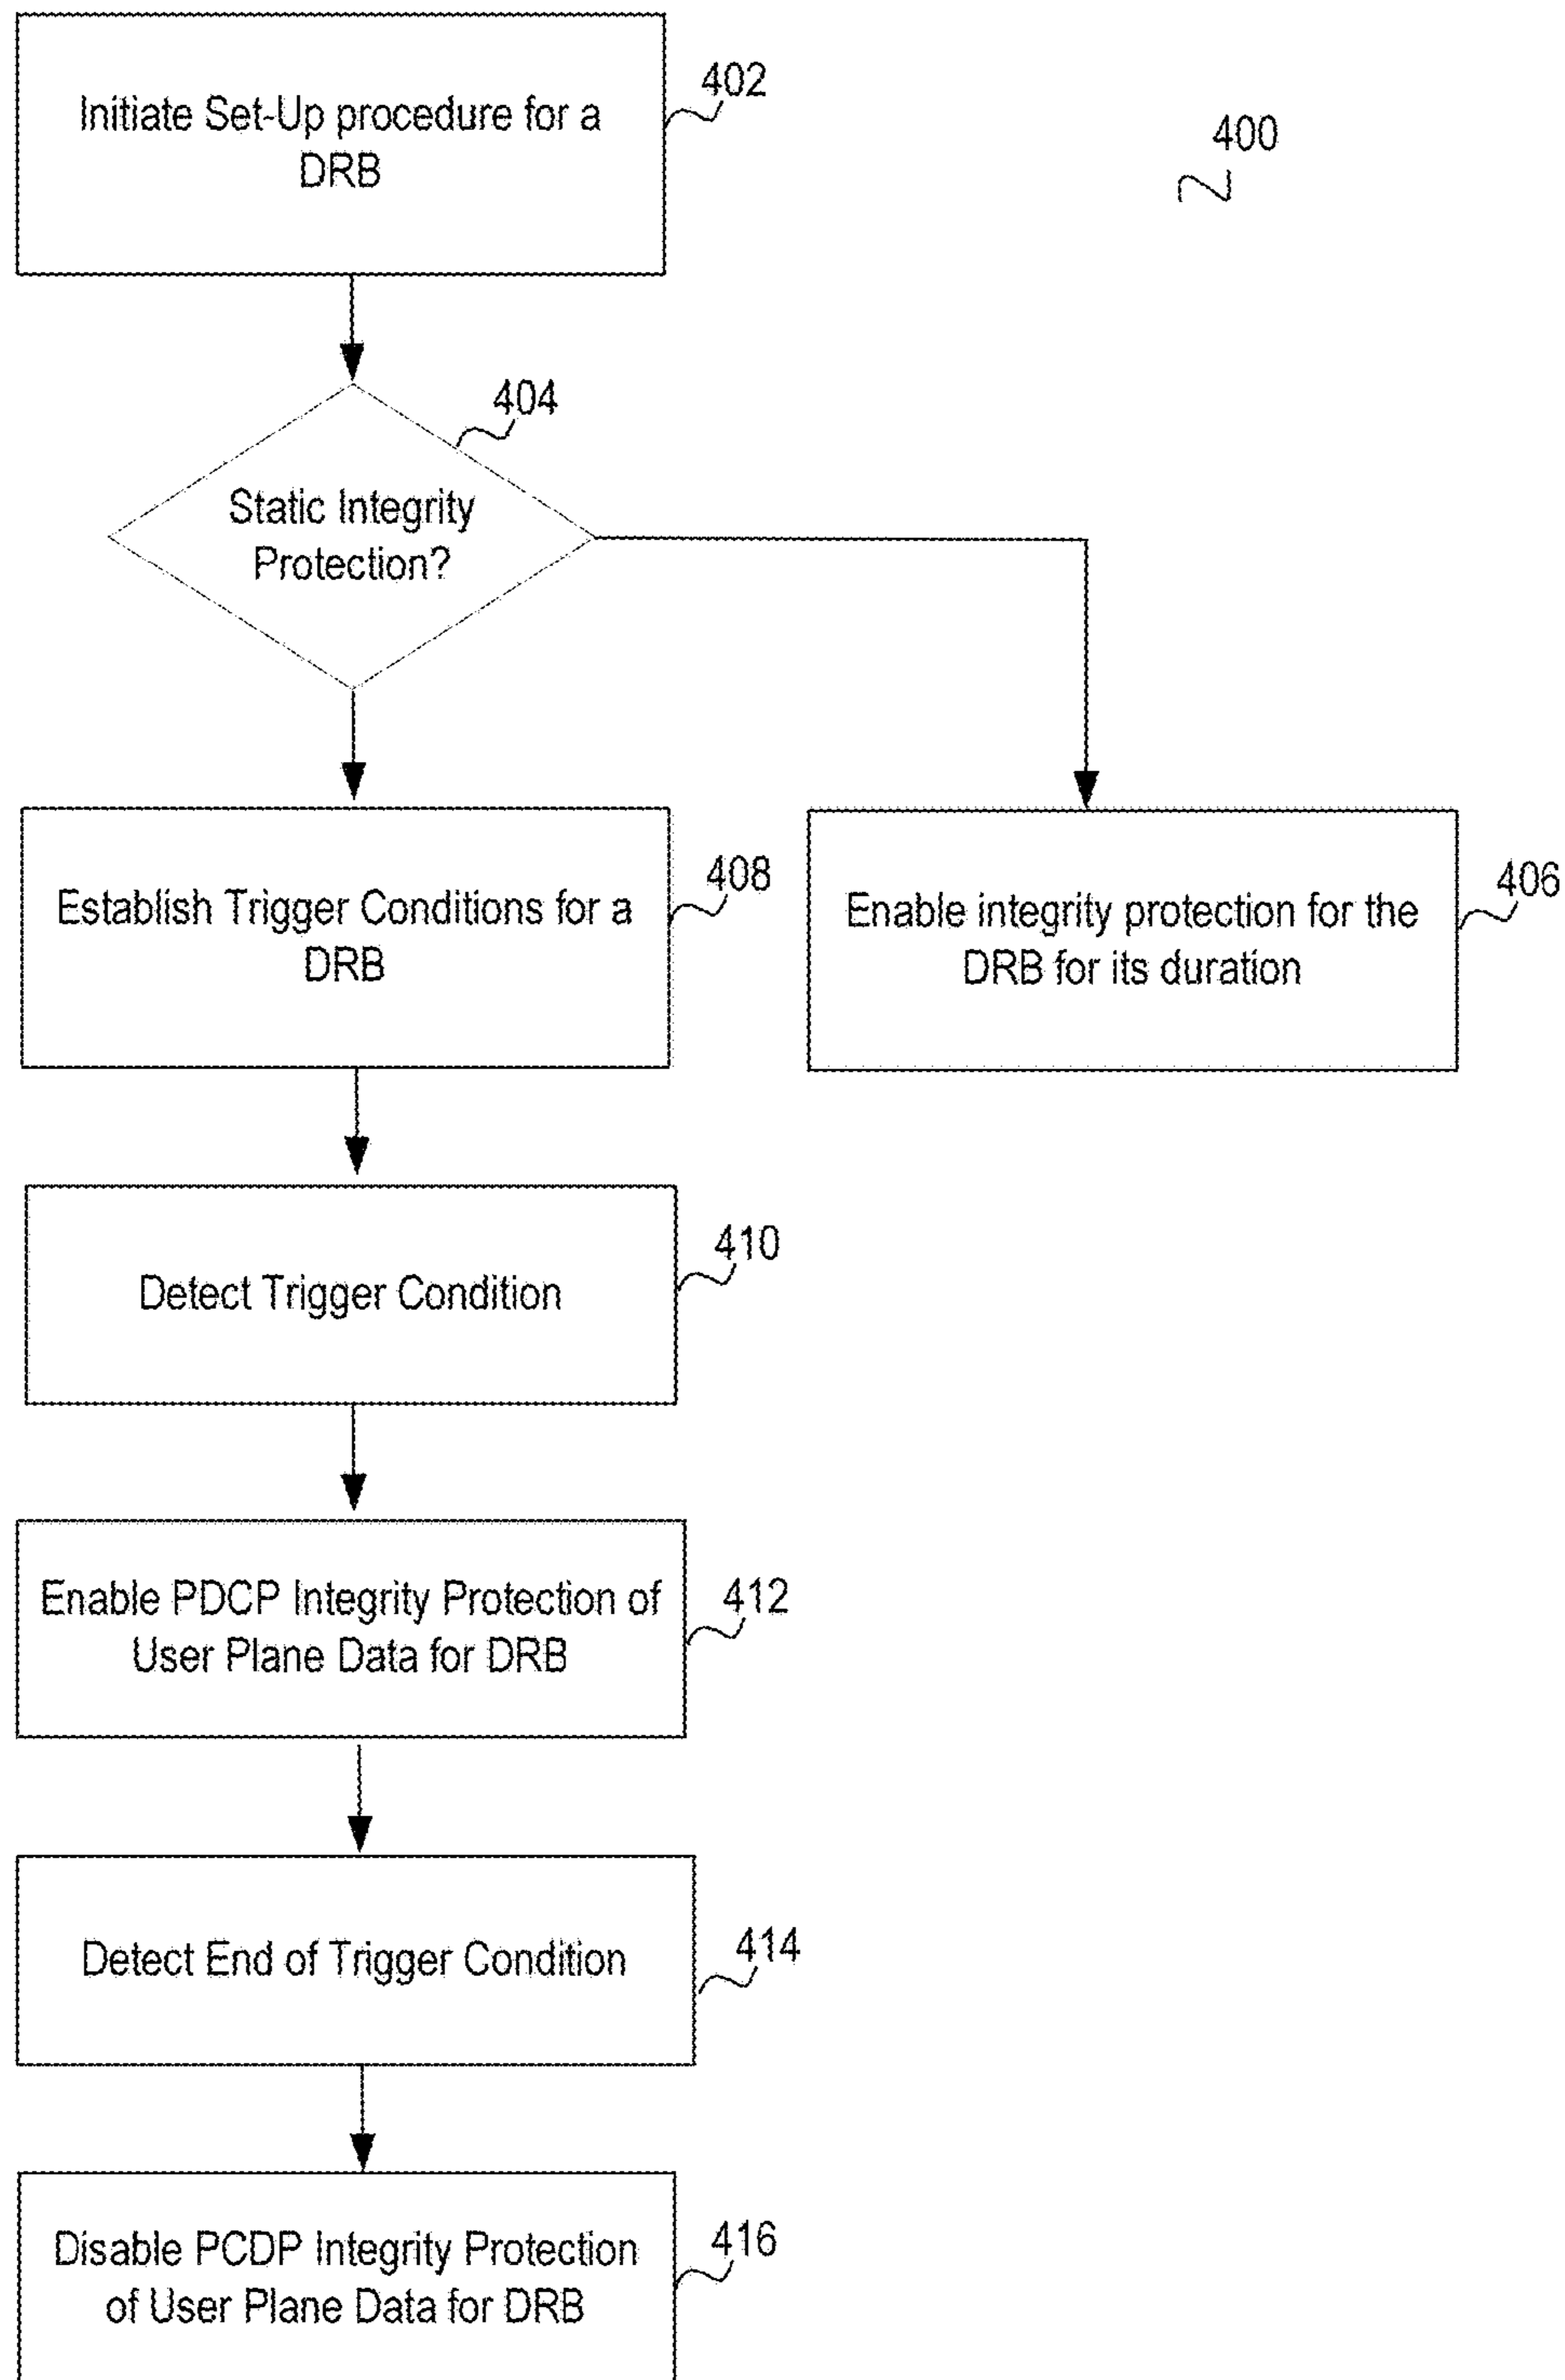 Initiate Set-Up procedure for a
DRB
402
400
404
Static Integrity
Protection?
Establish Trigger Conditions for a
DRB
408
Enable integrity protection for the
DRB for its duration
406
Detect Trigger Condition
410
Enable PDCP Integrity Protection of
User Plane Data for DRB
412
Detect End of Trigger Condition
414
Disable PCDP Integrity Protection
of User Plane Data for DRB
416